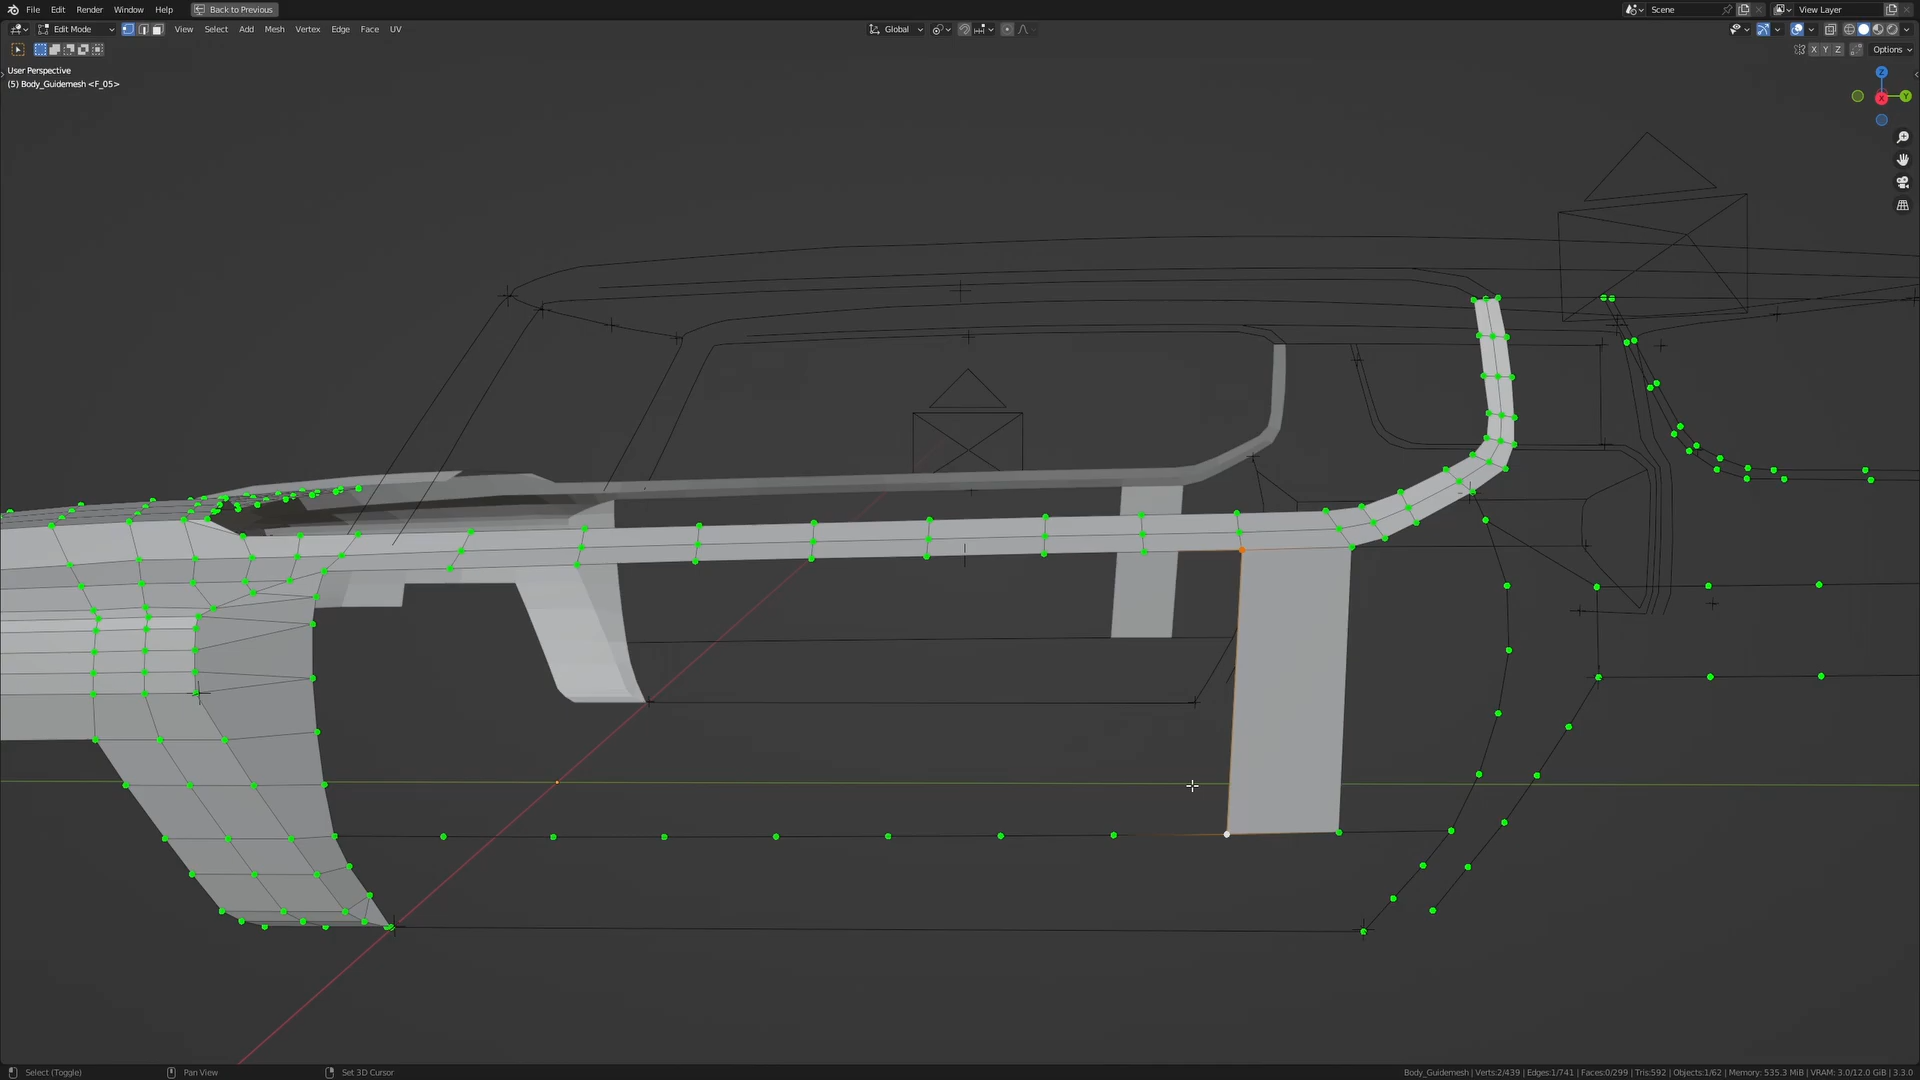 File Edit Render Window Help Back to Previous Scene View Layer
Edit Mode View Select Add Mesh Vertex Edge Face UV Global
X Y Z Options
User Perspective
(5) Body_Guidemesh <F_05>
Z
Y
X
Select (Toggle) Pan View Set 3D Cursor Body_Guidemesh | Verts:2/439 | Edges:1/741 | Faces:0/299 | Tris:592 | Objects:1/62 | Memory: 535.3 MiB | VRAM: 3.0/12.0 GiB | 3.3.0